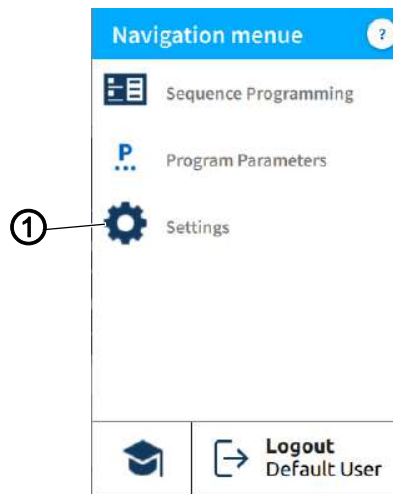 Navigation menue ?
Sequence Programming
P
Program Parameters
1
Settings
Logout
Default User